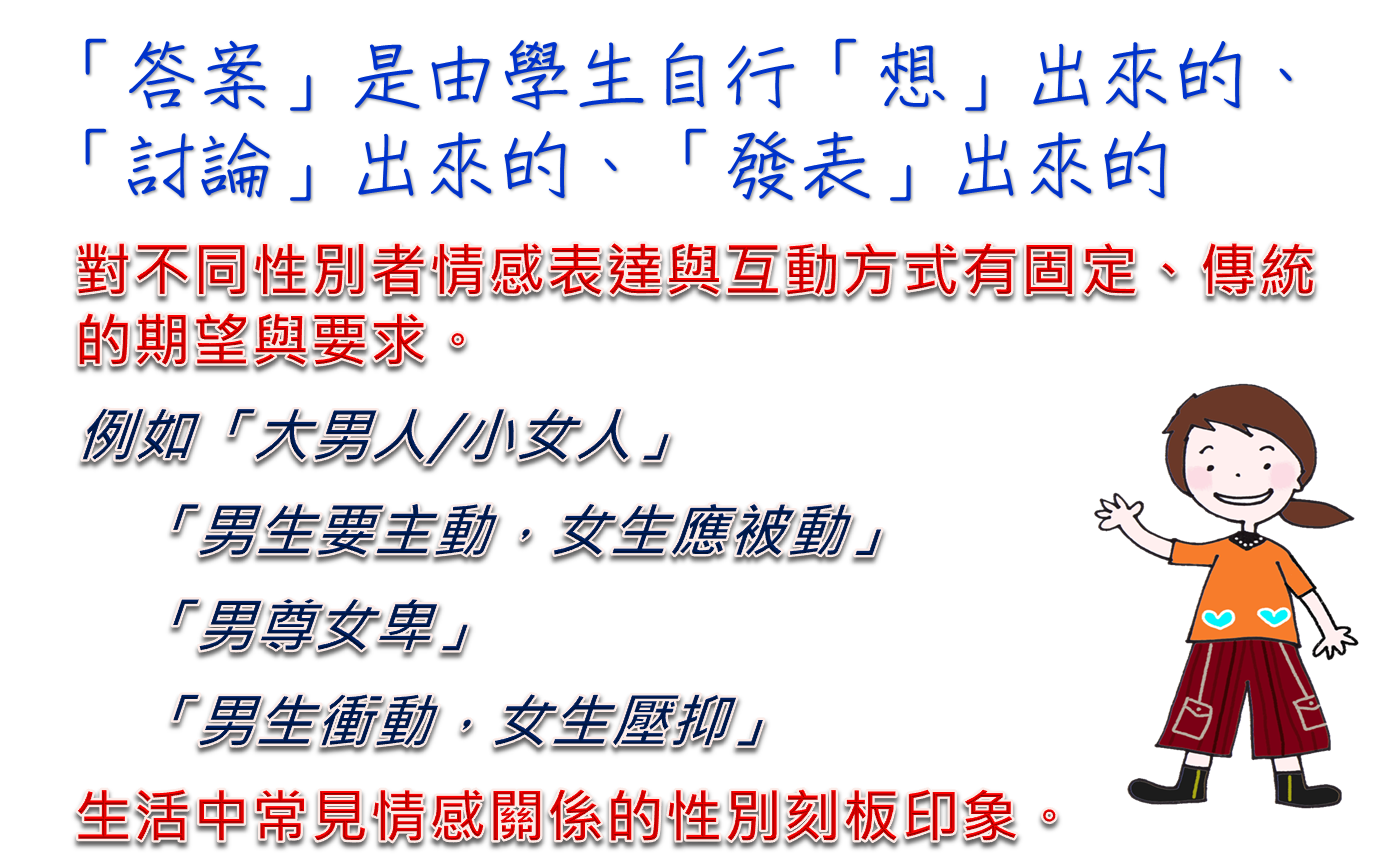 「答案」是由學生自行「想」出來的、
「討論」出來的、「發表」出來的
對不同性別者情感表達與互動方式有固定、傳統
的期望與要求。
例如「大男人/小女人」
「男生要主動，女生應被動」
「男尊女卑」
「男生衝動，女生壓抑」
生活中常見情感關係的性別刻板印象。